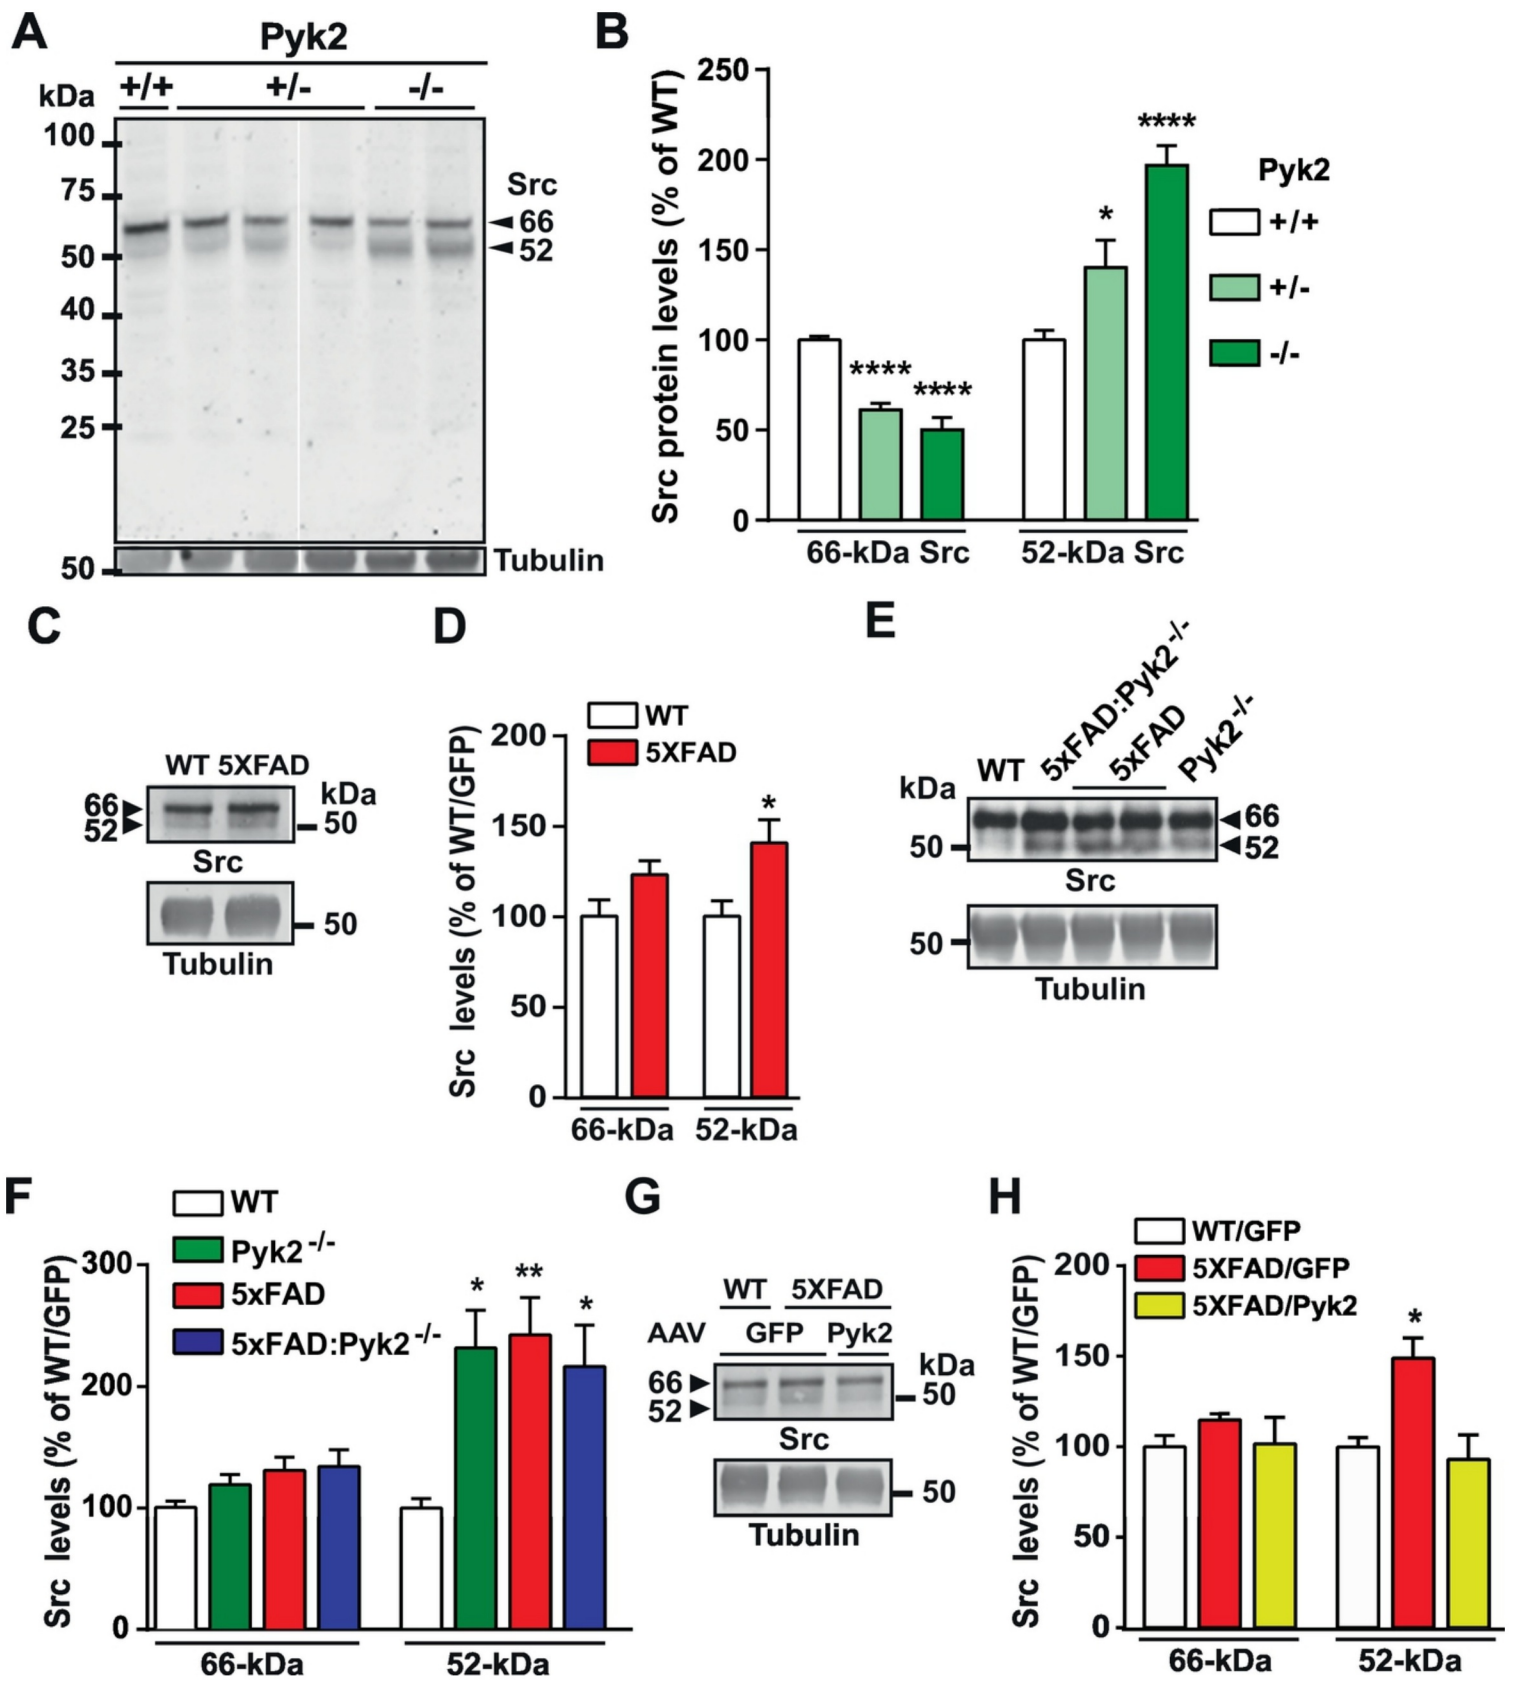 A
Pyk2
kDa
+/+ +/- -/-
100
75
50
40
35
25
Src
66
52
50
Tubulin
B
Src protein levels (% of WT)
250
200
150
100
50
0
****
****
*
****
66-kDa Src
52-kDa Src
Pyk2
+/+
+/-
-/-
C
WT 5XFAD
66
52
kDa
50
Src
50
Tubulin
D
WT
5XFAD
Src levels (% of WT/GFP)
200
150
100
50
0
*
66-kDa 52-kDa
E
WT
5xFAD:Pyk2-/-
5xFAD
Pyk2-/-
kDa
50
66
52
Src
50
Tubulin
F
WT
Pyk2 -/-
5xFAD
5xFAD:Pyk2 -/-
Src levels (% of WT/GFP)
300
200
100
0
*
**
*
66-kDa
52-kDa
G
WT 5XFAD
AAV GFP Pyk2
66
52
kDa
50
Src
50
Tubulin
H
WT/GFP
5XFAD/GFP
5XFAD/Pyk2
Src levels (% of WT/GFP)
200
150
100
50
0
*
66-kDa
52-kDa